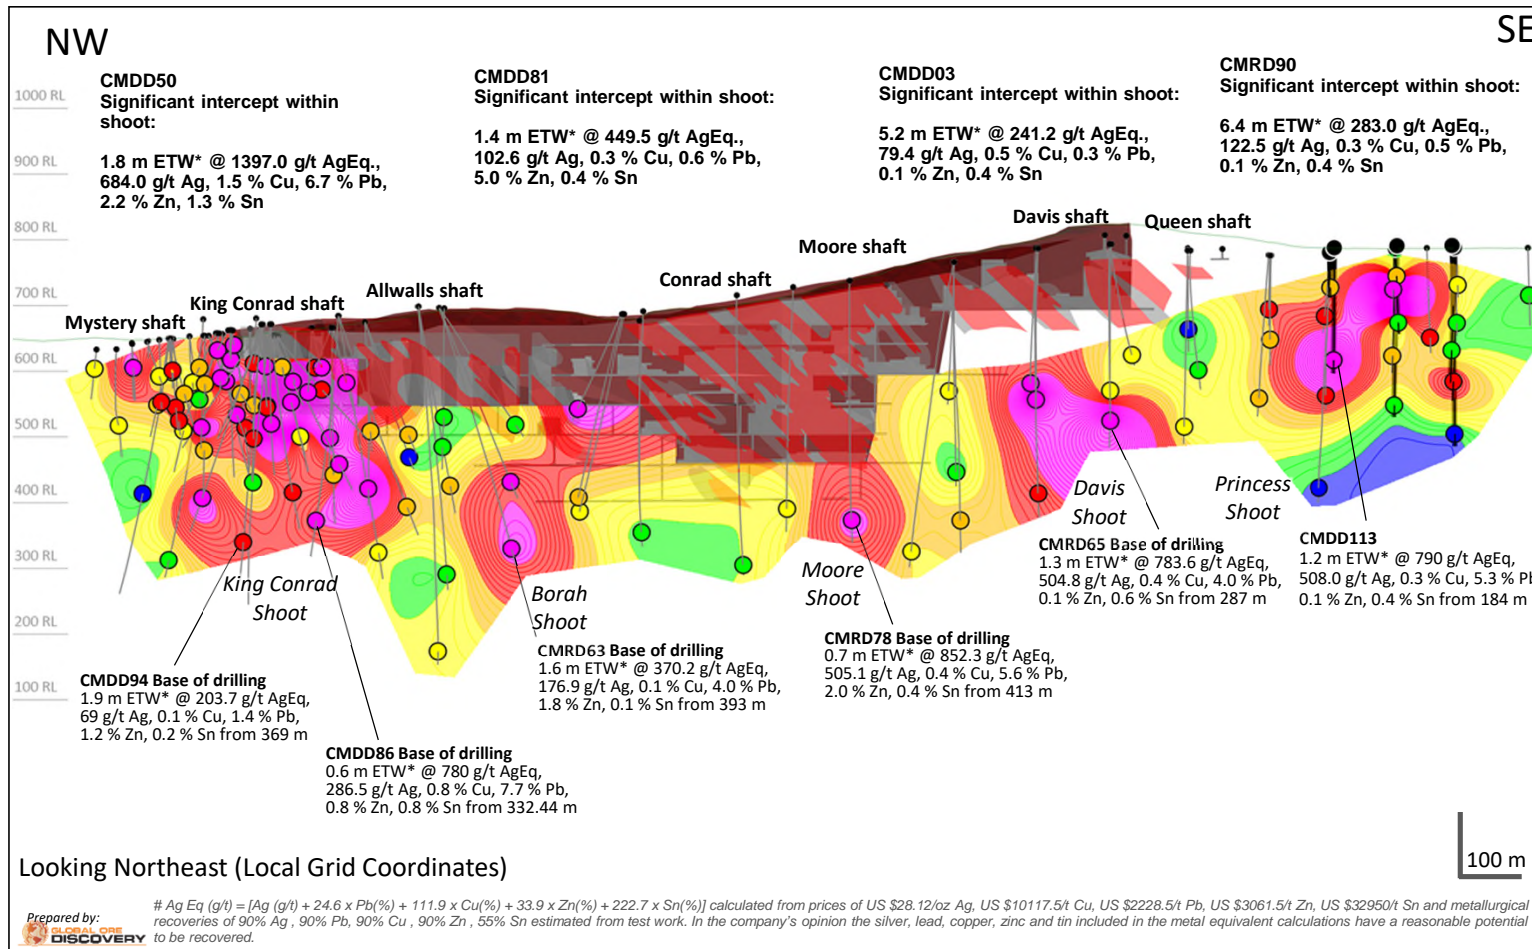 NW
SE
CMDD50
Significant intercept within
shoot:
1.8 m ETW* @ 1397.0 g/t AgEq.,
684.0 g/t Ag, 1.5 % Cu, 6.7 % Pb,
2.2 % Zn, 1.3 % Sn
CMDD81
Significant intercept within shoot:
1.4 m ETW* @ 449.5 g/t AgEq.,
102.6 g/t Ag, 0.3 % Cu, 0.6 % Pb,
5.0 % Zn, 0.4 % Sn
CMDD03
Significant intercept within shoot:
5.2 m ETW* @ 241.2 g/t AgEq.,
79.4 g/t Ag, 0.5 % Cu, 0.3 % Pb,
0.1 % Zn, 0.4 % Sn
CMRD90
Significant intercept within shoot:
6.4 m ETW* @ 283.0 g/t AgEq.,
122.5 g/t Ag, 0.3 % Cu, 0.5 % Pb,
0.1 % Zn, 0.4 % Sn
1000 RL
900 RL
800 RL
700 RL
600 RL
500 RL
400 RL
300 RL
200 RL
100 RL
Mystery shaft
King Conrad shaft
Allwalls shaft
Conrad shaft
Moore shaft
Davis shaft
Queen shaft
King Conrad
Shoot
Borah
Shoot
Moore
Shoot
Davis
Shoot
Princess
Shoot
CMDD94 Base of drilling
1.9 m ETW* @ 203.7 g/t AgEq,
69 g/t Ag, 0.1 % Cu, 1.4 % Pb,
1.2 % Zn, 0.2 % Sn from 369 m
CMDD86 Base of drilling
0.6 m ETW* @ 780 g/t AgEq,
286.5 g/t Ag, 0.8 % Cu, 7.7 % Pb,
0.8 % Zn, 0.8 % Sn from 332.44 m
CMRD63 Base of drilling
1.6 m ETW* @ 370.2 g/t AgEq,
176.9 g/t Ag, 0.1 % Cu, 4.0 % Pb,
1.8 % Zn, 0.1 % Sn from 393 m
CMRD78 Base of drilling
0.7 m ETW* @ 852.3 g/t AgEq,
505.1 g/t Ag, 0.4 % Cu, 5.6 % Pb,
2.0 % Zn, 0.4 % Sn from 413 m
CMRD65 Base of drilling
1.3 m ETW* @ 783.6 g/t AgEq,
504.8 g/t Ag, 0.4 % Cu, 4.0 % Pb,
0.1 % Zn, 0.6 % Sn from 287 m
CMDD113
1.2 m ETW* @ 790 g/t AgEq,
508.0 g/t Ag, 0.3 % Cu, 5.3 % Pb
0.1 % Zn, 0.4 % Sn from 184 m
100 m
Looking Northeast (Local Grid Coordinates)
Prepared by:
GLOBAL ORE
DISCOVERY
# Ag Eq (g/t) = [Ag (g/t) + 24.6 x Pb(%) + 111.9 x Cu(%) + 33.9 x Zn(%) + 222.7 x Sn(%)] calculated from prices of US $28.12/oz Ag, US $10117.5/t Cu, US $2228.5/t Pb, US $3061.5/t Zn, US $32950/t Sn and metallurgical
recoveries of 90% Ag , 90% Pb, 90% Cu , 90% Zn , 55% Sn estimated from test work. In the company's opinion the silver, lead, copper, zinc and tin included in the metal equivalent calculations have a reasonable potential
to be recovered.